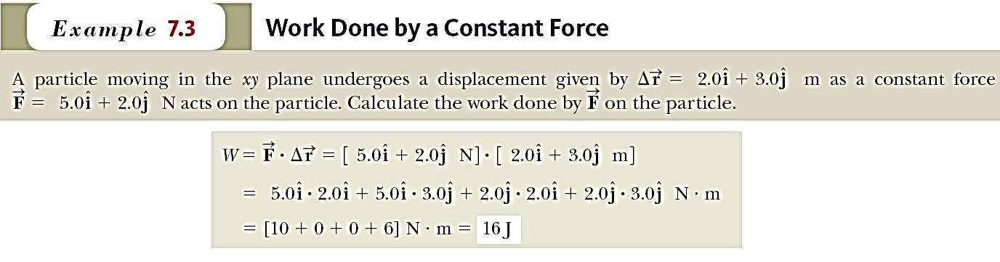 Example 7.3 Work Done by a Constant Force
A particle moving in the xy plane undergoes a displacement given by Δr⃗ = 2.0î + 3.0ĵ m as a constant force
F⃗ = 5.0î + 2.0ĵ N acts on the particle. Calculate the work done by F⃗ on the particle.
W = F⃗ · Δr⃗ = [ 5.0î + 2.0ĵ N] · [ 2.0î + 3.0ĵ m]
= 5.0î · 2.0î + 5.0î · 3.0ĵ + 2.0ĵ · 2.0î + 2.0ĵ · 3.0ĵ N · m
= [10 + 0 + 0 + 6] N · m = 16 J